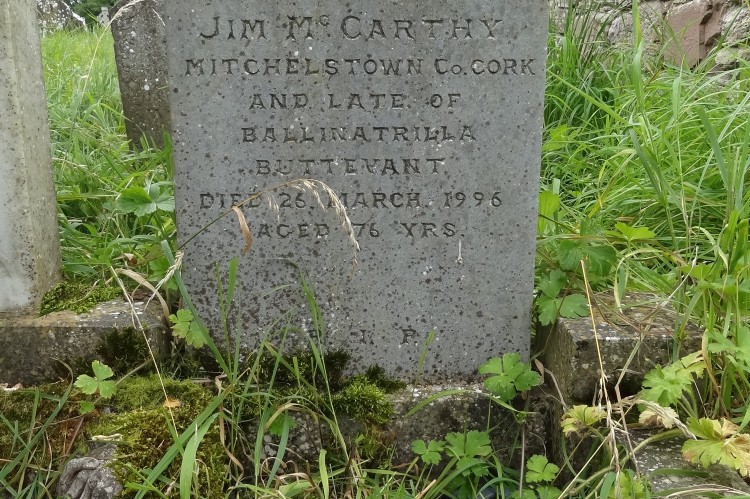 JIM McCARTHY
MITCHELSTOWN Co. CORK
AND LATE OF
BALLINATRILLA
BUTTEVANT
DIED 26. MARCH. 1996
AGED 76 YRS.
I. P.